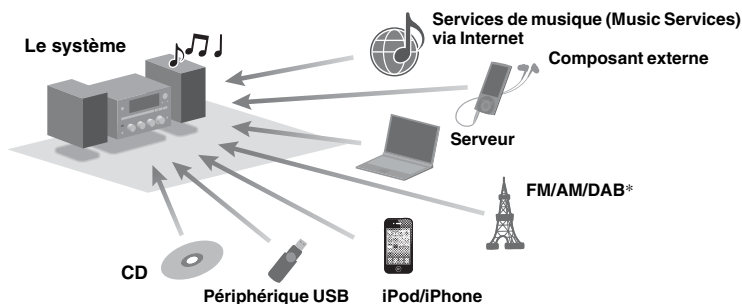 Services de musique (Music Services)
via Internet
Le système
Composant externe
Serveur
FM/AM/DAB*
CD
Périphérique USB
iPod/iPhone